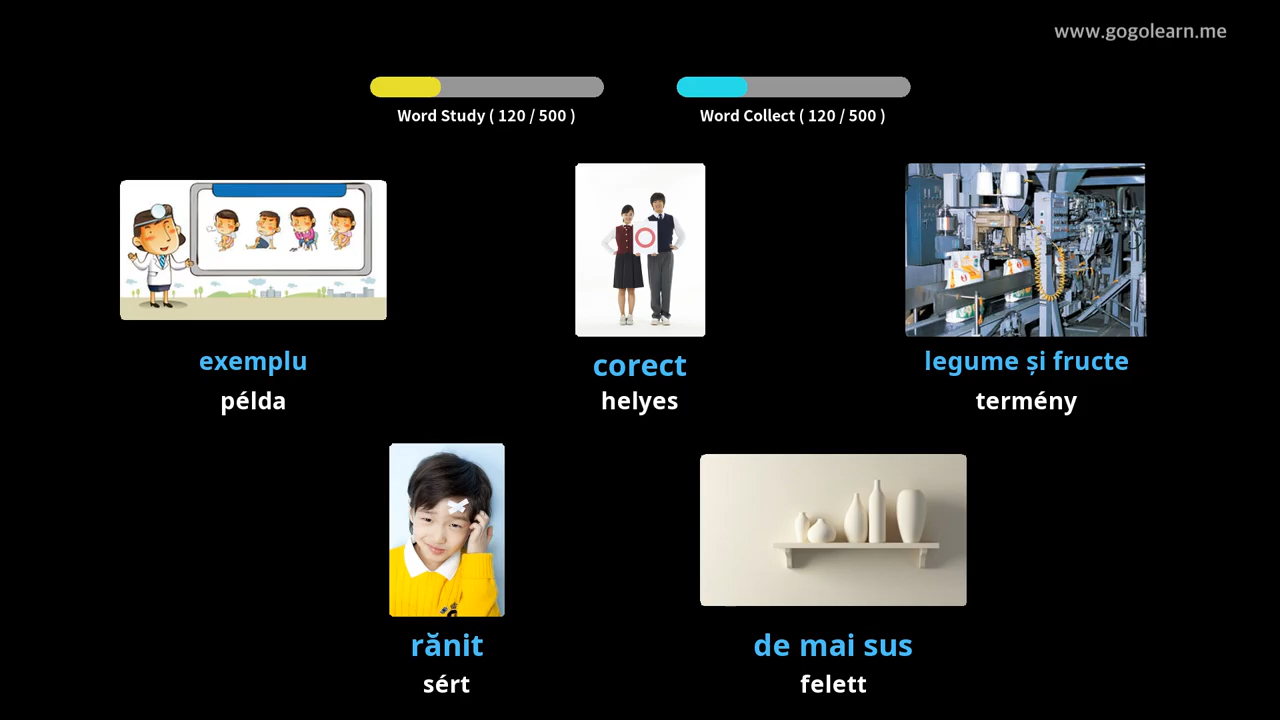 www.gogolearn.me
Word Study ( 120 / 500 )
Word Collect ( 120 / 500 )
exemplu
példa
corect
helyes
legume și fructe
termény
rănit
sért
de mai sus
felett